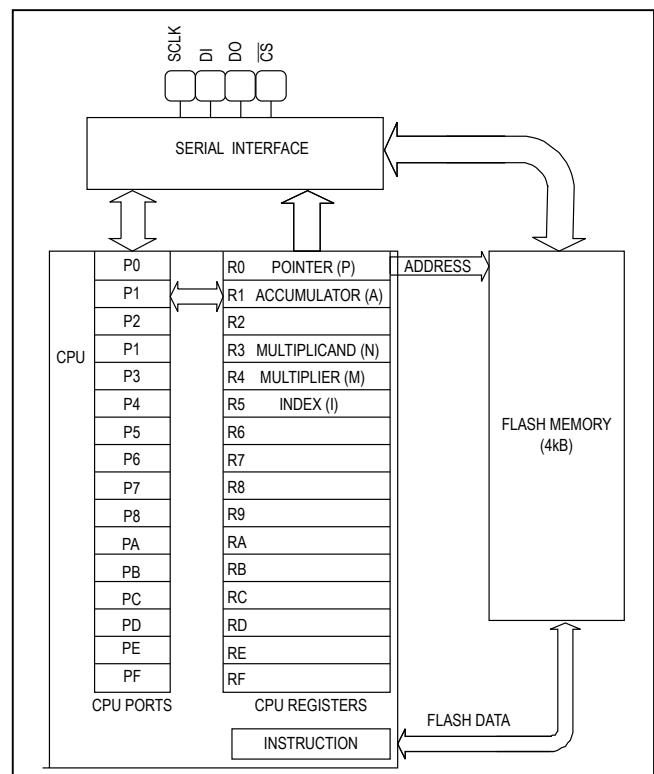 SCLK
DI
DO
CS
SERIAL INTERFACE
CPU
P0
P1
P2
P1
P3
P4
P5
P6
P7
P8
PA
PB
PC
PD
PE
PF
CPU PORTS
R0 POINTER (P)
R1 ACCUMULATOR (A)
R2
R3 MULTIPLICAND (N)
R4 MULTIPLIER (M)
R5 INDEX (I)
R6
R7
R8
R9
RA
RB
RC
RD
RE
RF
CPU REGISTERS
INSTRUCTION
ADDRESS
FLASH MEMORY
(4kB)
FLASH DATA